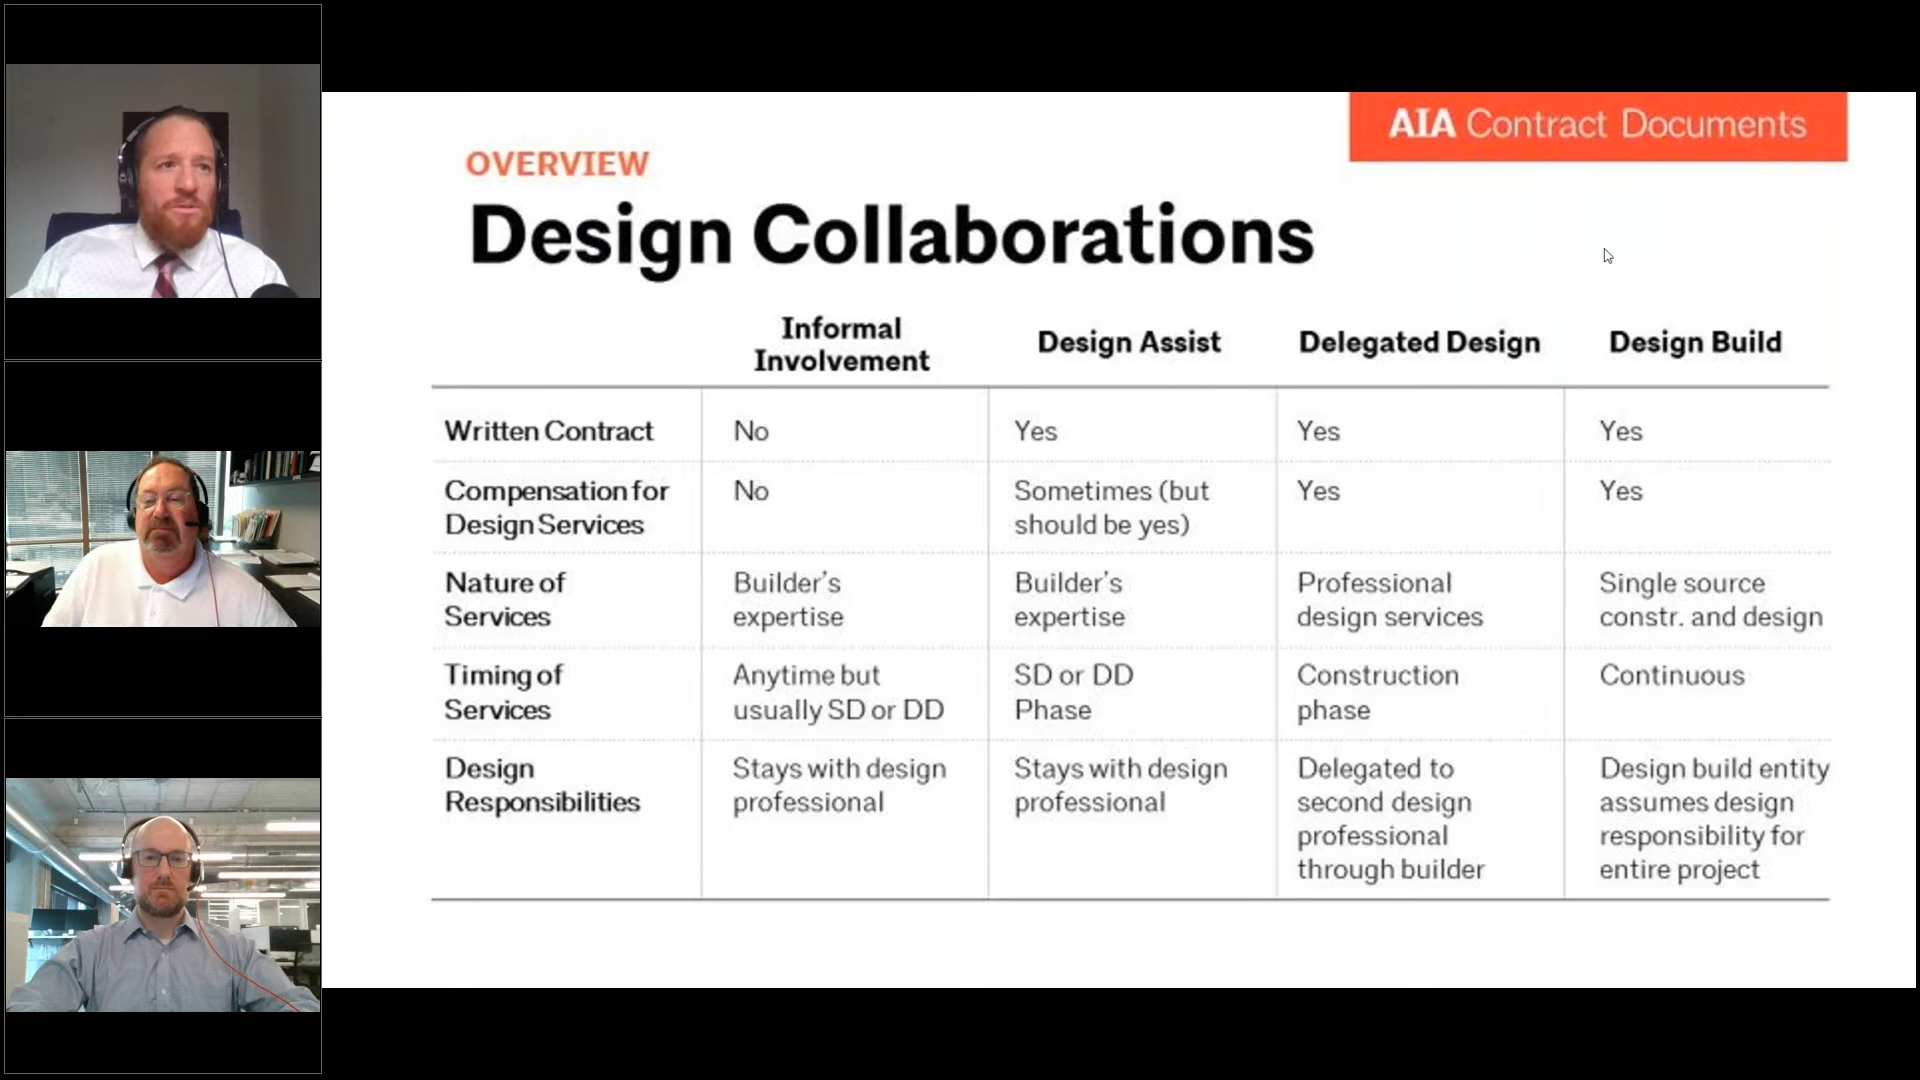 AIA Contract Documents
OVERVIEW
Design Collaborations
Informal
Involvement
Design Assist
Delegated Design
Design Build
Written Contract
No
Yes
Yes
Yes
Compensation for
Design Services
No
Sometimes (but
should be yes)
Yes
Yes
Nature of
Services
Builder's
expertise
Builder's
expertise
Professional
design services
Single source
constr. and design
Timing of
Services
Anytime but
usually SD or DD
SD or DD
Phase
Construction
phase
Continuous
Design
Responsibilities
Stays with design
professional
Stays with design
professional
Delegated to
second design
professional
through builder
Design build entity
assumes design
responsibility for
entire project